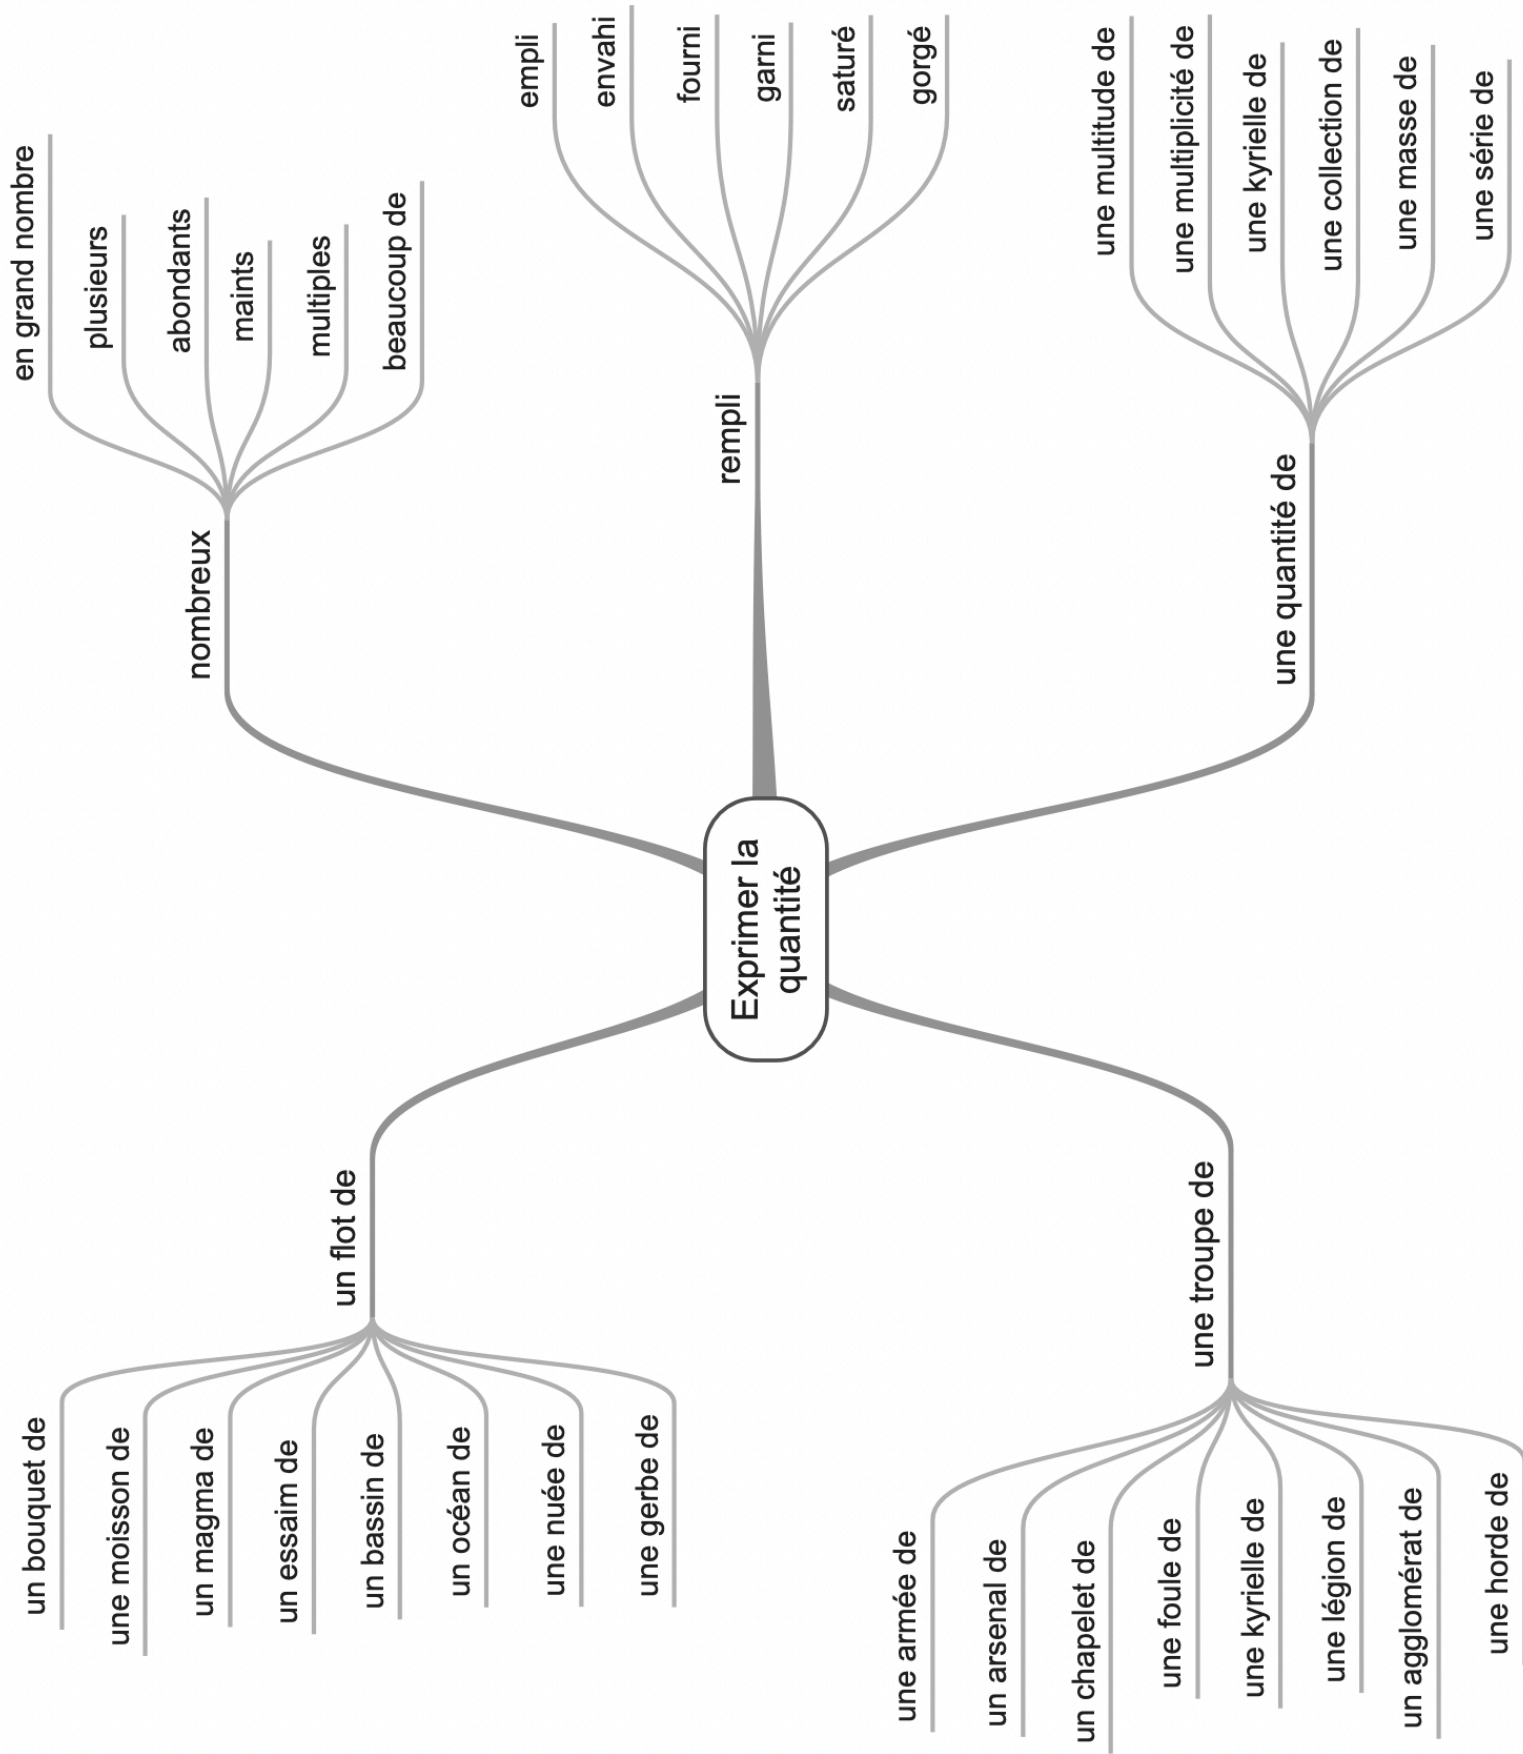 Exprimer la
quantité
nombreux
en grand nombre
plusieurs
abondants
maints
multiples
beaucoup de
rempli
empli
envahi
fourni
garni
saturé
gorgé
une quantité de
une multitude de
une multiplicité de
une kyrielle de
une collection de
une masse de
une série de
un flot de
un bouquet de
une moisson de
un magma de
un essaim de
un bassin de
un océan de
une nuée de
une gerbe de
une troupe de
une armée de
un arsenal de
un chapelet de
une foule de
une kyrielle de
une légion de
un agglomérat de
une horde de